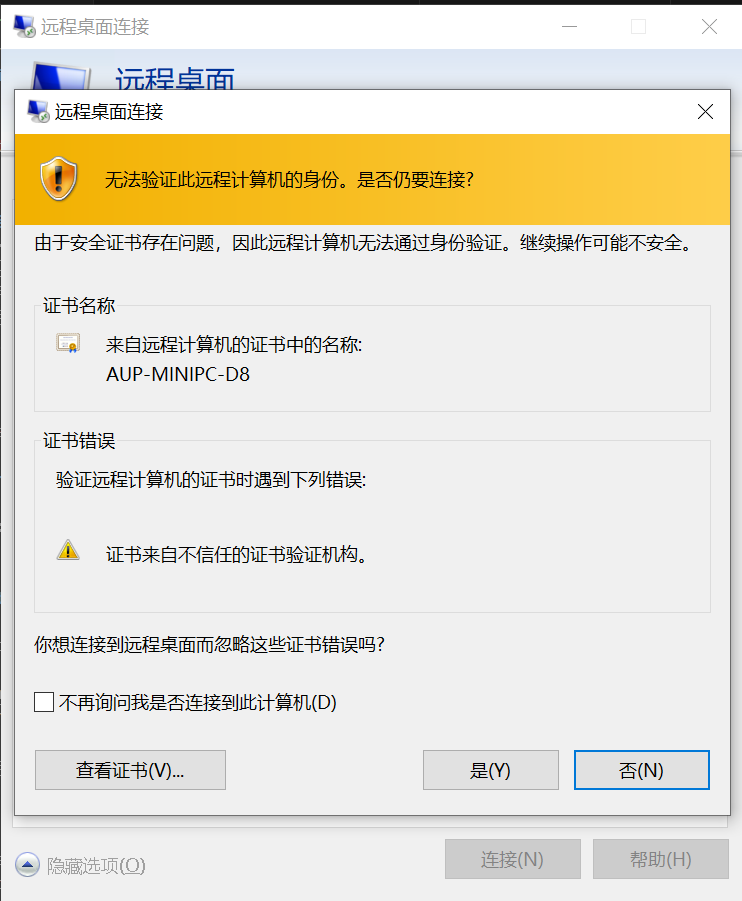 远程桌面连接
远程桌面
远程桌面连接
无法验证此远程计算机的身份。是否仍要连接?
由于安全证书存在问题，因此远程计算机无法通过身份验证。继续操作可能不安全。
证书名称
来自远程计算机的证书中的名称:
AUP-MINIPC-D8
证书错误
验证远程计算机的证书时遇到下列错误:
证书来自不信任的证书验证机构。
你想连接到远程桌面而忽略这些证书错误吗?
不再询问我是否连接到此计算机(D)
查看证书(V)... 是(Y) 否(N)
隐藏选项(O) 连接(N) 帮助(H)